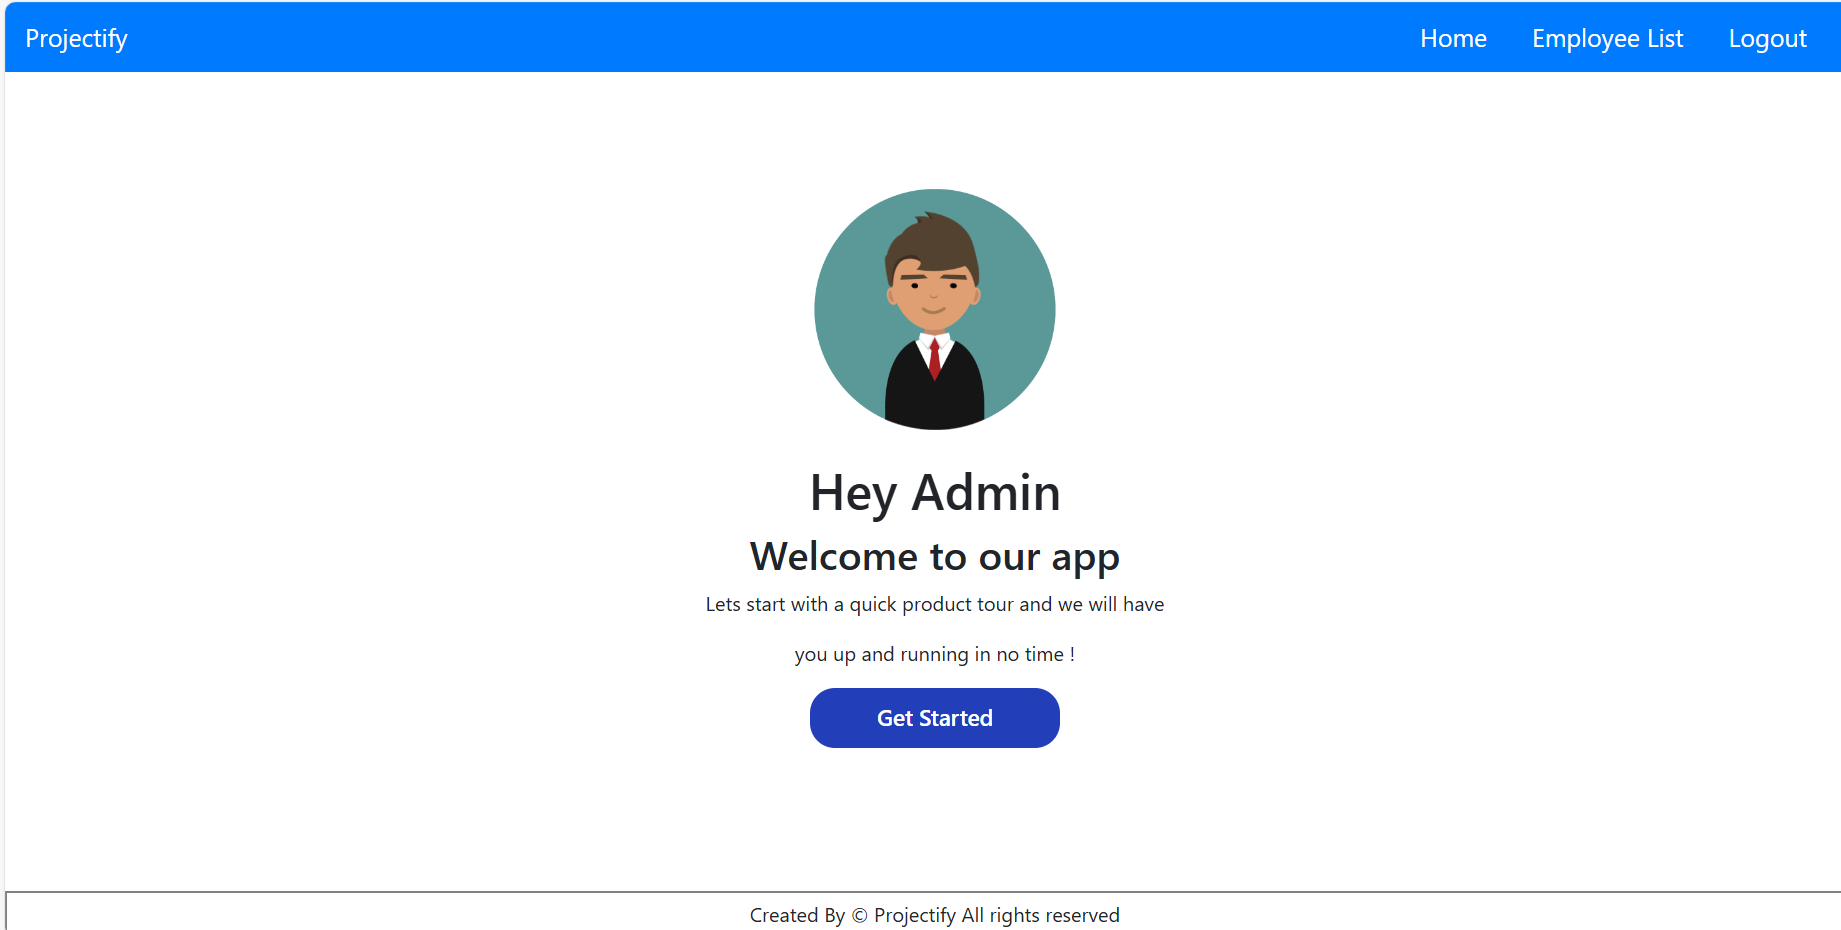 Projectify
Home
Employee List
Logout
Hey Admin
Welcome to our app
Lets start with a quick product tour and we will have
you up and running in no time !
Get Started
Created By © Projectify All rights reserved